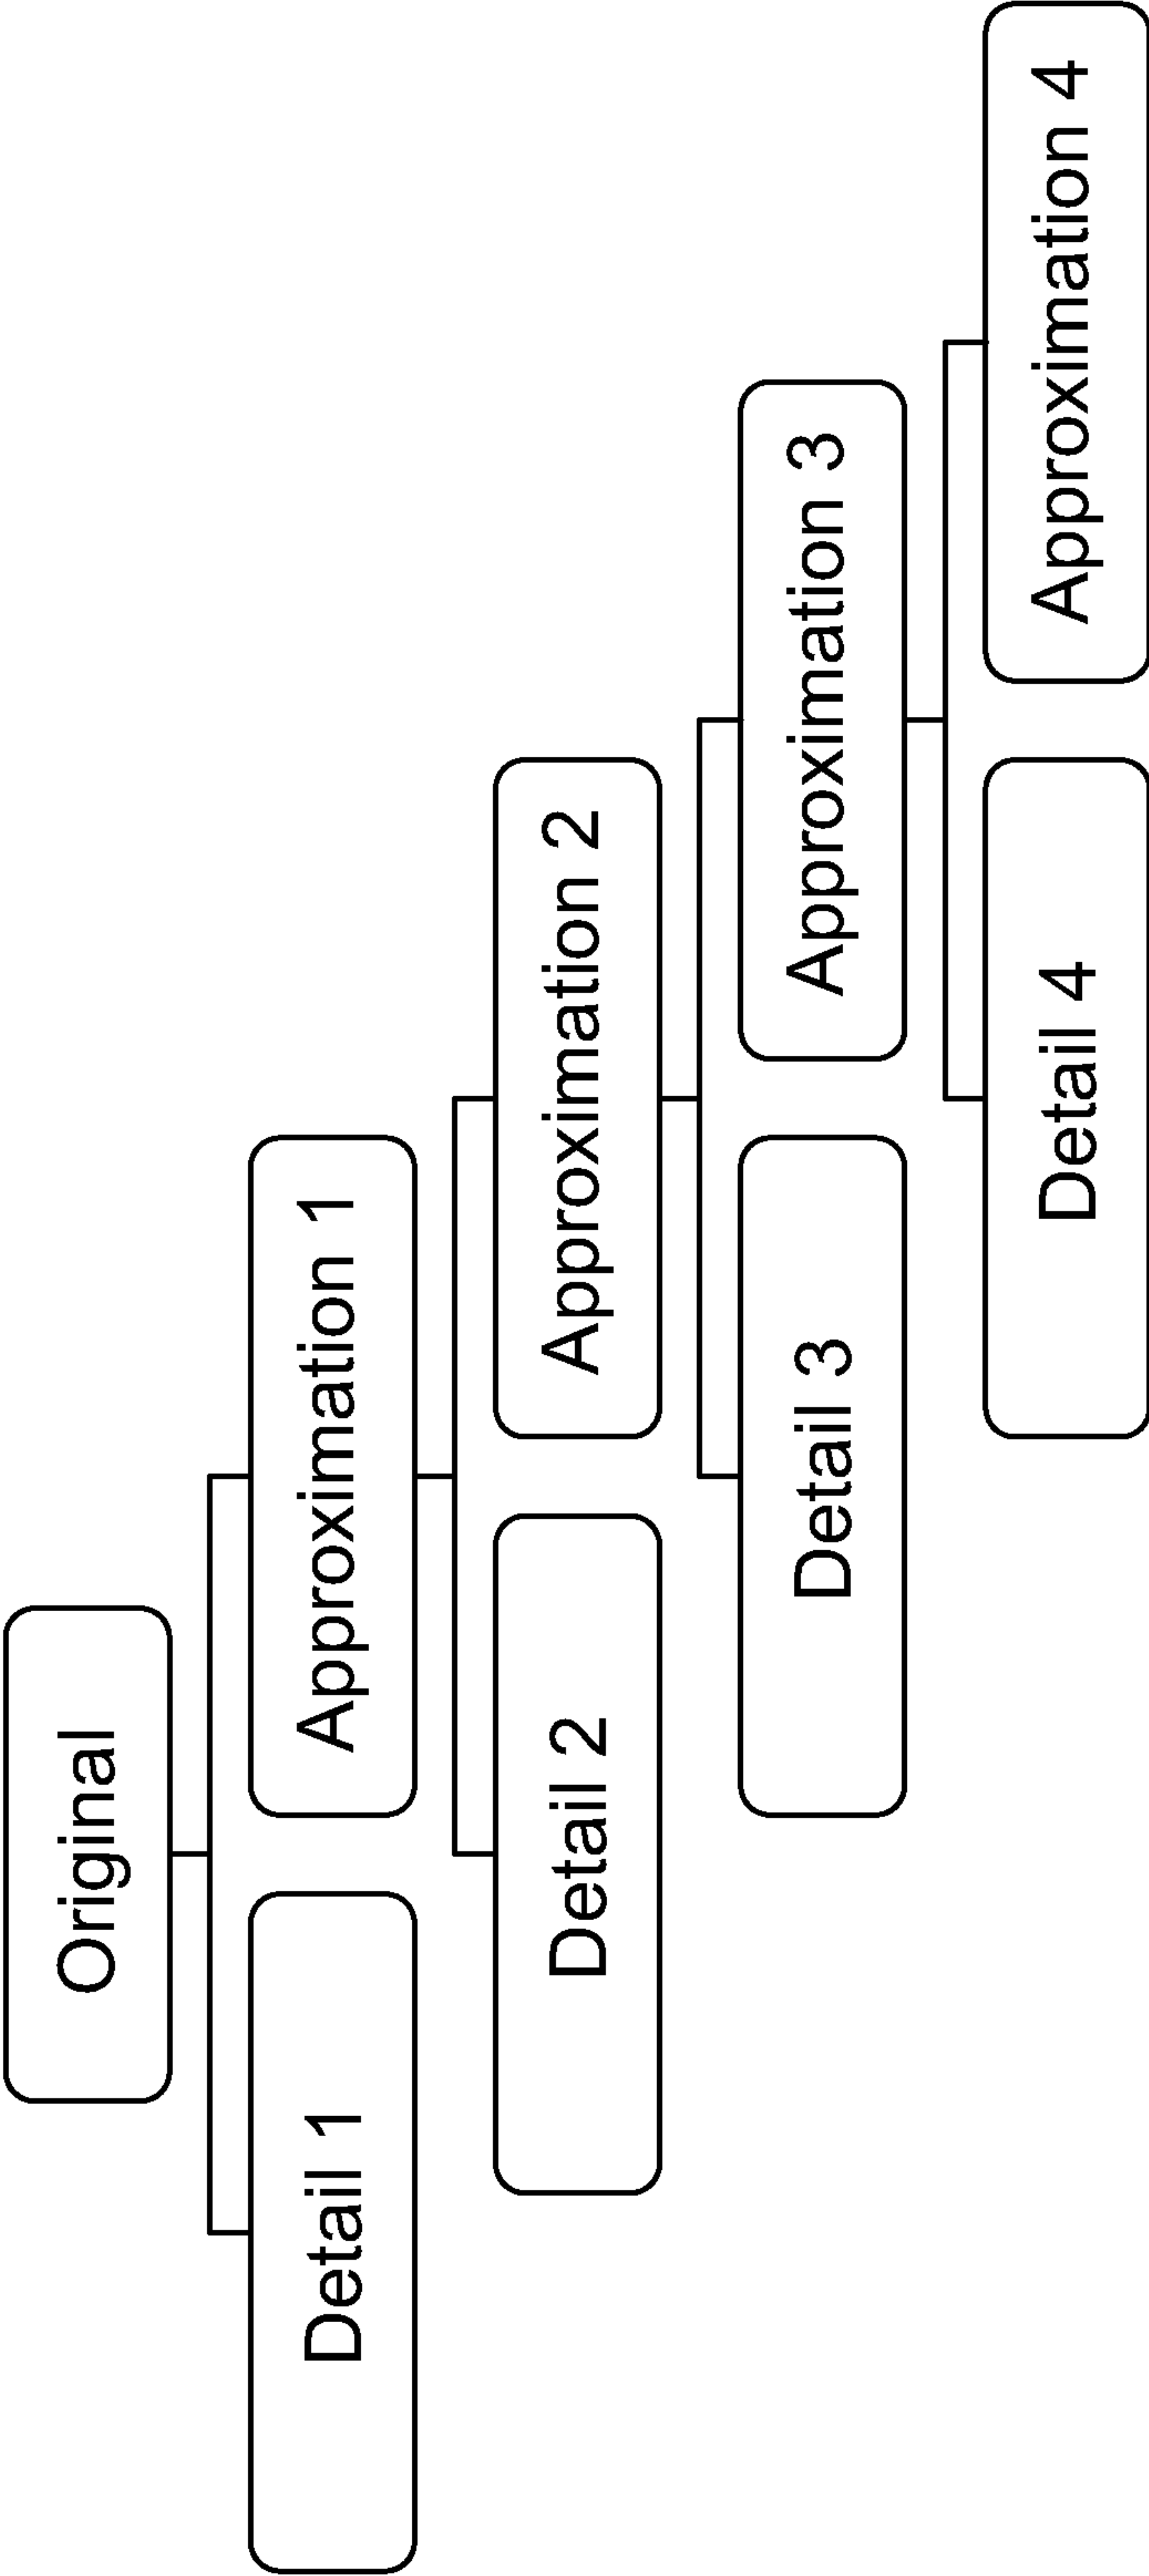 Original
Detail 1
Approximation 1
Detail 2
Approximation 2
Detail 3
Approximation 3
Detail 4
Approximation 4